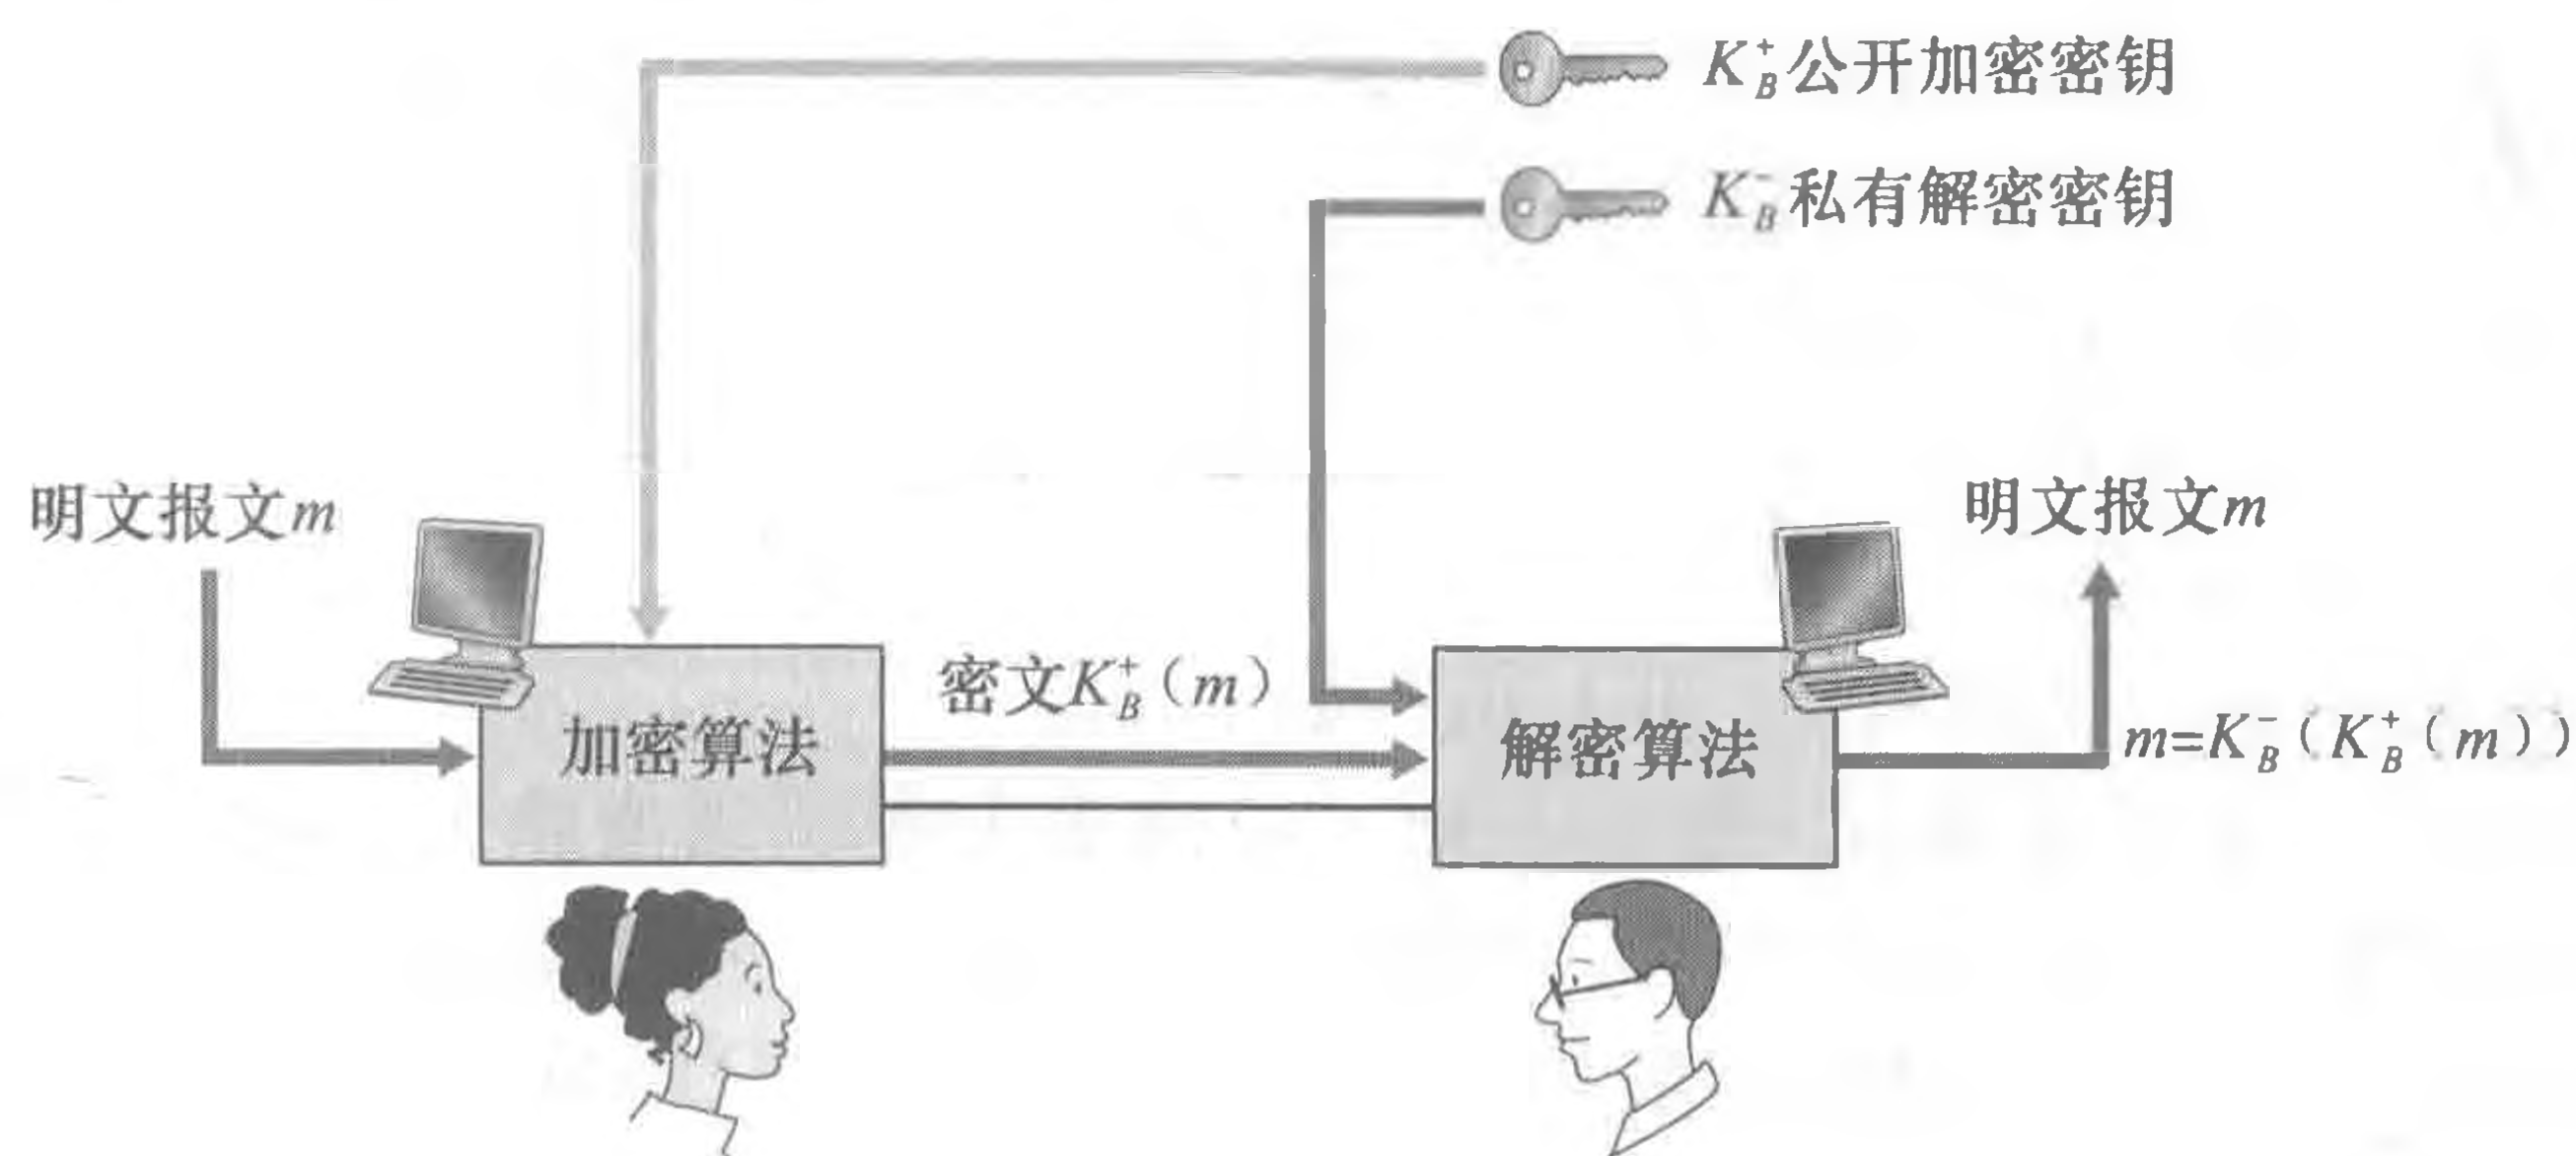 K_B^+ 公开加密密钥
K_B^- 私有解密密钥
明文报文m
明文报文m
密文K_B^+（m）
加密算法
解密算法
m=K_B^-（K_B^+（m））